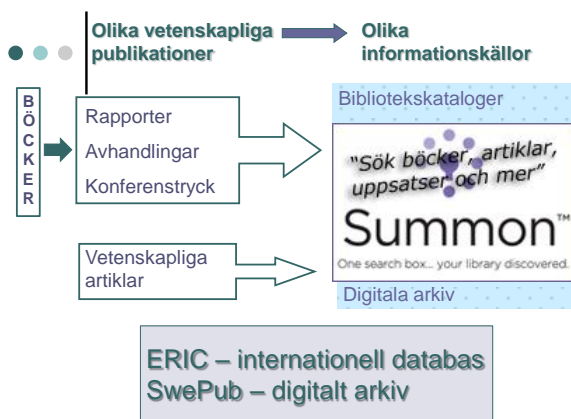 Olika vetenskapliga publikationer
Olika informationskällor
BÖCKER
Rapporter
Avhandlingar
Konferenstryck
Vetenskapliga
artiklar
Bibliotekskataloger
"Sök böcker, artiklar,
uppsatser och mer"
Summon™
One search box... your library discovered.
Digitala arkiv
ERIC – internationell databas
SwePub – digitalt arkiv